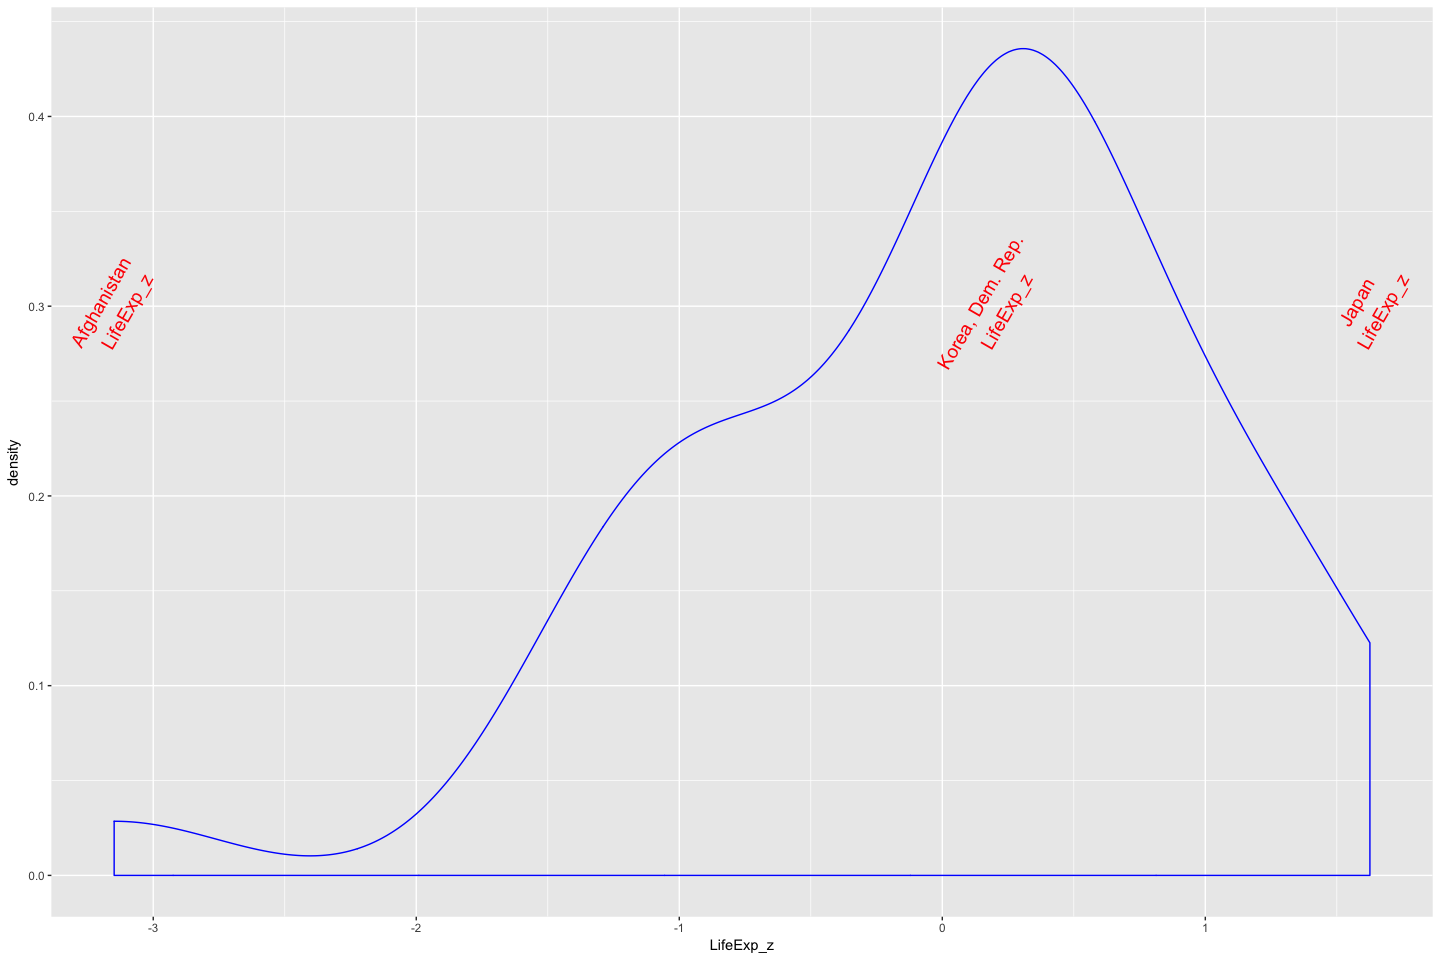 0.4
0.3
0.2
0.1
0.0
density
Afghanistan
LifeExp_z
Korea, Dem. Rep.
LifeExp_z
Japan
LifeExp_z
-3
-2
-1
0
1
LifeExp_z